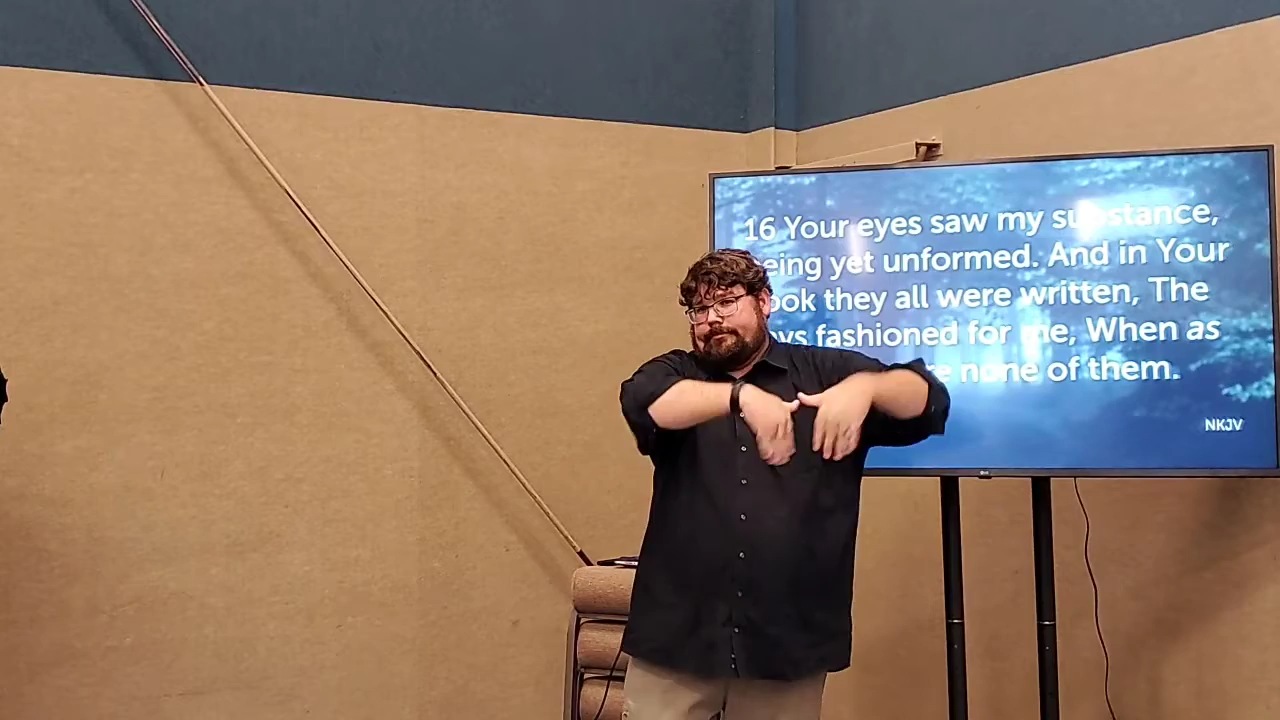 16 Your eyes saw my substance,
yet unformed. And in Your
they all were written, The
fashioned for me, When as
none of them.
NKJV